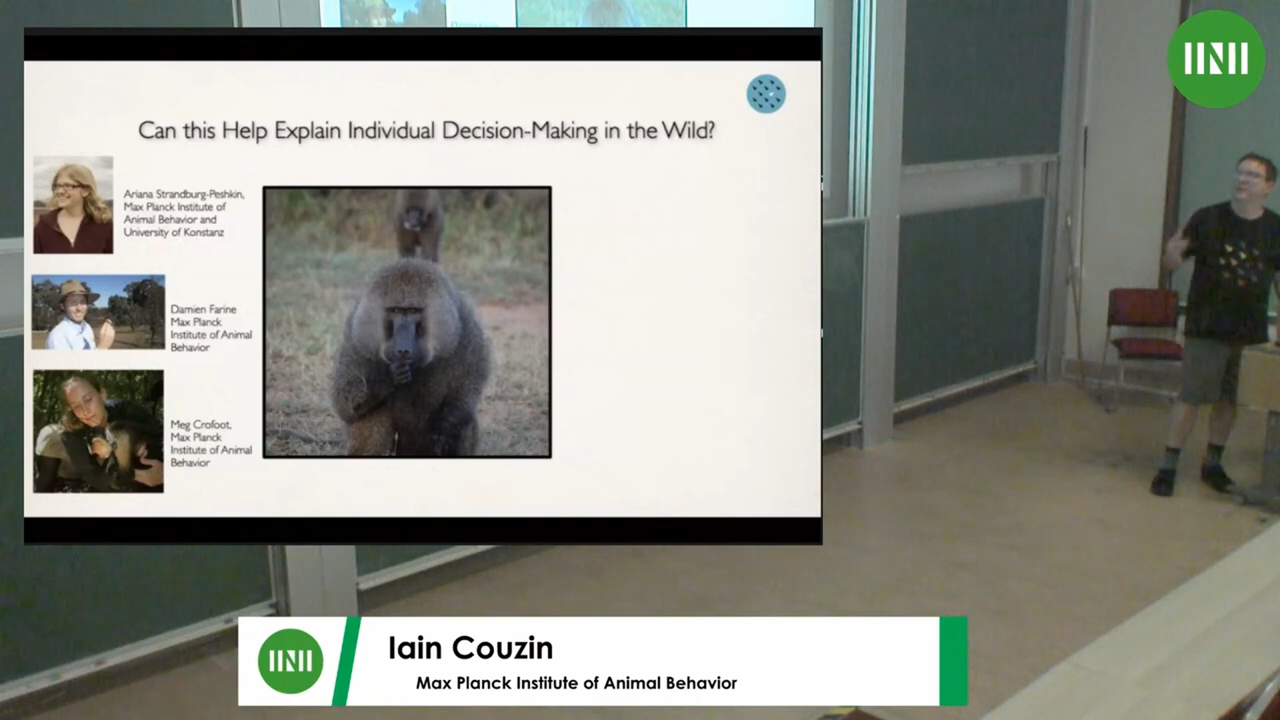 Can this Help Explain Individual Decision-Making in the Wild?
Ariana Strandburg-Peshkin,
Max Planck Institute of
Animal Behavior and
University of Konstanz
Damien Farine
Max Planck
Institute of Animal
Behavior
Meg Crofoot,
Max Planck
Institute of Animal
Behavior
Iain Couzin
Max Planck Institute of Animal Behavior